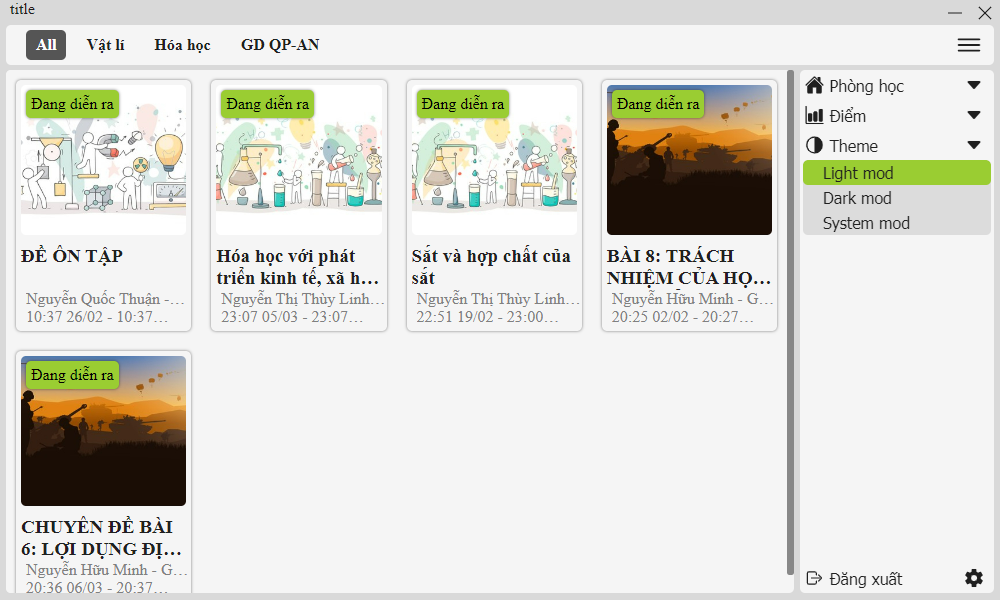 title
All
Vật lí
Hóa học
GD QP-AN
Đang diễn ra
ĐỀ ÔN TẬP
Nguyễn Quốc Thuận -...
10:37 26/02 - 10:37...
Đang diễn ra
Hóa học với phát
triển kinh tế, xã h...
Nguyễn Thị Thùy Linh...
23:07 05/03 - 23:07...
Đang diễn ra
Sắt và hợp chất của
sắt
Nguyễn Thị Thùy Linh...
22:51 19/02 - 23:00...
Đang diễn ra
BÀI 8: TRÁCH
NHIỆM CỦA HỌ...
Nguyễn Hữu Minh - G...
20:25 02/02 - 20:27...
Đang diễn ra
CHUYÊN ĐỀ BÀI
6: LỢI DỤNG ĐỊ...
Nguyễn Hữu Minh - G...
20:36 06/03 - 20:37...
Phòng học
Điểm
Theme
Light mod
Dark mod
System mod
Đăng xuất